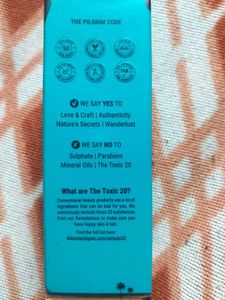 THE PILGRIM CODE
WE SAY YES TO
Love & Craft | Authenticity
Nature's Secrets | Wanderlust
WE SAY NO TO
Sulphate | Parabens
Mineral Oils | The Toxic 20
What are The Toxic 20?
Conventional beauty products use a lot of
ingredients that can be bad for you. We
consciously exclude these 20 substances
from our formulations to make sure you
have happy skin & hair.
Find the full list here: